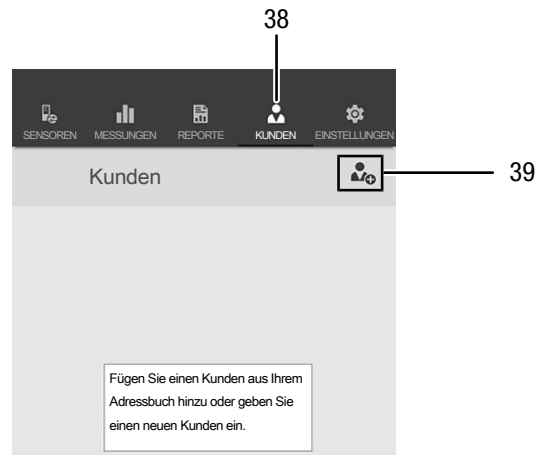 38
SENSOREN MESSUNGEN REPORTE KUNDEN EINSTELLUNGEN
Kunden
39
Fügen Sie einen Kunden aus Ihrem
Adressbuch hinzu oder geben Sie
einen neuen Kunden ein.